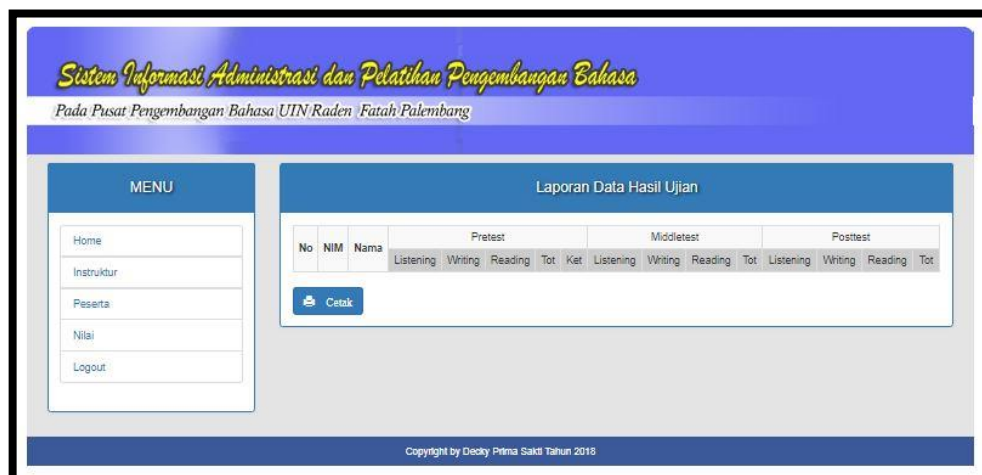 Sistem Informasi Administrasi dan Pelatihan Pengembangan Bahasa
Pada Pusat Pengembangan Bahasa UIN Raden Fatah Palembang
MENU
Home
Instruktur
Peserta
Nilai
Logout
Laporan Data Hasil Ujian
No NIM Nama Pretest Middletest Posttest
Listening Writing Reading Tot Ket Listening Writing Reading Tot Listening Writing Reading Tot
Cetak
Copyright by Decky Prima Sakti Tahun 2018